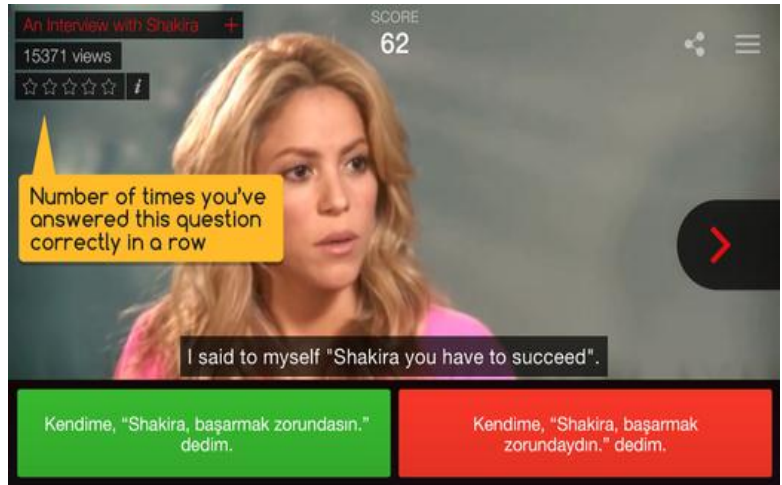 An Interview with Shakira +
SCORE
62
15371 views
i
Number of times you've
answered this question
correctly in a row
I said to myself "Shakira you have to succeed".
Kendime, “Shakira, başarmak zorundasın.”
dedim.
Kendime, “Shakira, başarmak
zorundaydın.” dedim.